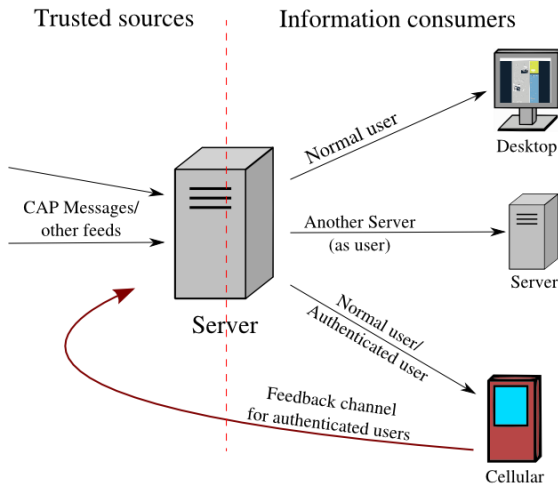 Trusted sources
Information consumers
Normal user
Desktop
CAP Messages/
other feeds
Another Server
(as user)
Server
Server
Normal user/
Authenticated user
Feedback channel
for authenticated users
Cellular